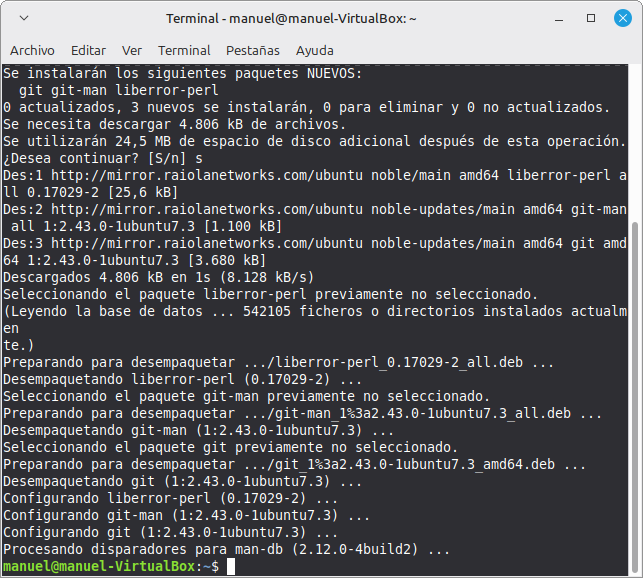 Terminal - manuel@manuel-VirtualBox: ~
Archivo Editar Ver Terminal Pestañas Ayuda
Se instalarán los siguientes paquetes NUEVOS:
  git git-man liberror-perl
0 actualizados, 3 nuevos se instalarán, 0 para eliminar y 0 no actualizados.
Se necesita descargar 4.806 kB de archivos.
Se utilizarán 24,5 MB de espacio de disco adicional después de esta operación.
¿Desea continuar? [S/n] s
Des:1 http://mirror.raiolanetworks.com/ubuntu noble/main amd64 liberror-perl a
ll 0.17029-2 [25,6 kB]
Des:2 http://mirror.raiolanetworks.com/ubuntu noble-updates/main amd64 git-man
 all 1:2.43.0-1ubuntu7.3 [1.100 kB]
Des:3 http://mirror.raiolanetworks.com/ubuntu noble-updates/main amd64 git amd
64 1:2.43.0-1ubuntu7.3 [3.680 kB]
Descargados 4.806 kB en 1s (8.128 kB/s)
Seleccionando el paquete liberror-perl previamente no seleccionado.
(Leyendo la base de datos ... 542105 ficheros o directorios instalados actualm
en
te.)
Preparando para desempaquetar .../liberror-perl_0.17029-2_all.deb ...
Desempaquetando liberror-perl (0.17029-2) ...
Seleccionando el paquete git-man previamente no seleccionado.
Preparando para desempaquetar .../git-man_1%3a2.43.0-1ubuntu7.3_all.deb ...
Desempaquetando git-man (1:2.43.0-1ubuntu7.3) ...
Seleccionando el paquete git previamente no seleccionado.
Preparando para desempaquetar .../git_1%3a2.43.0-1ubuntu7.3_amd64.deb ...
Desempaquetando git (1:2.43.0-1ubuntu7.3) ...
Configurando liberror-perl (0.17029-2) ...
Configurando git-man (1:2.43.0-1ubuntu7.3) ...
Configurando git (1:2.43.0-1ubuntu7.3) ...
Procesando disparadores para man-db (2.12.0-4build2) ...
manuel@manuel-VirtualBox:~$